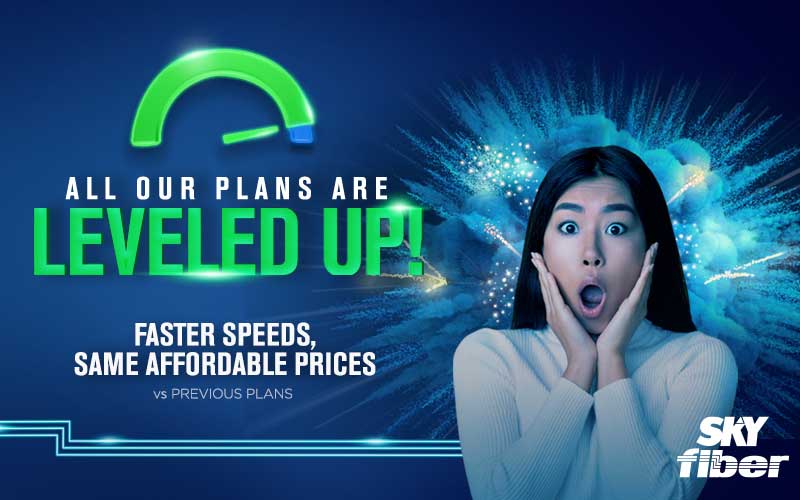 ALL OUR PLANS ARE
LEVELED UP!
FASTER SPEEDS,
SAME AFFORDABLE PRICES
vs PREVIOUS PLANS
SKY
fiber